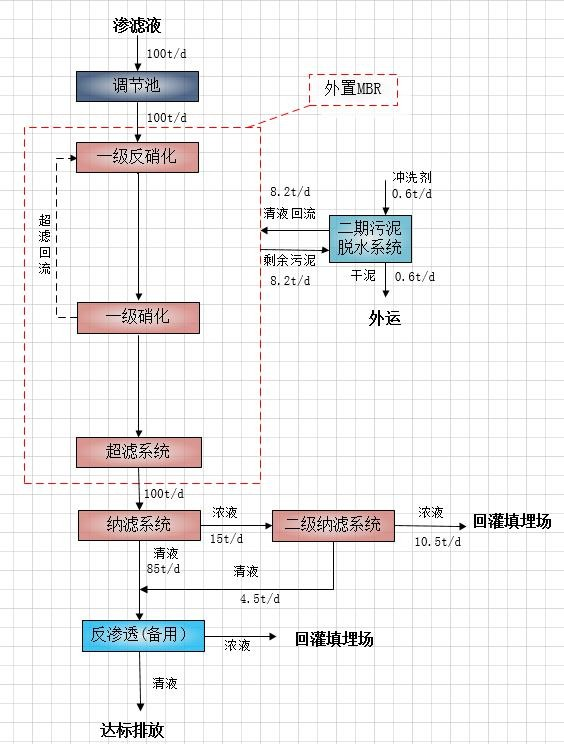 渗滤液
100t/d
调节池
外置MBR
100t/d
一级反硝化
超滤回流
8.2t/d
清液回流
冲洗剂
0.6t/d
二期污泥
脱水系统
剩余污泥
8.2t/d
干泥
0.6t/d
外运
一级硝化
超滤系统
100t/d
纳滤系统
浓液
15t/d
二级纳滤系统
浓液
10.5t/d
回灌填埋场
清液
85t/d
清液
4.5t/d
反渗透(备用)
浓液
回灌填埋场
清液
达标排放